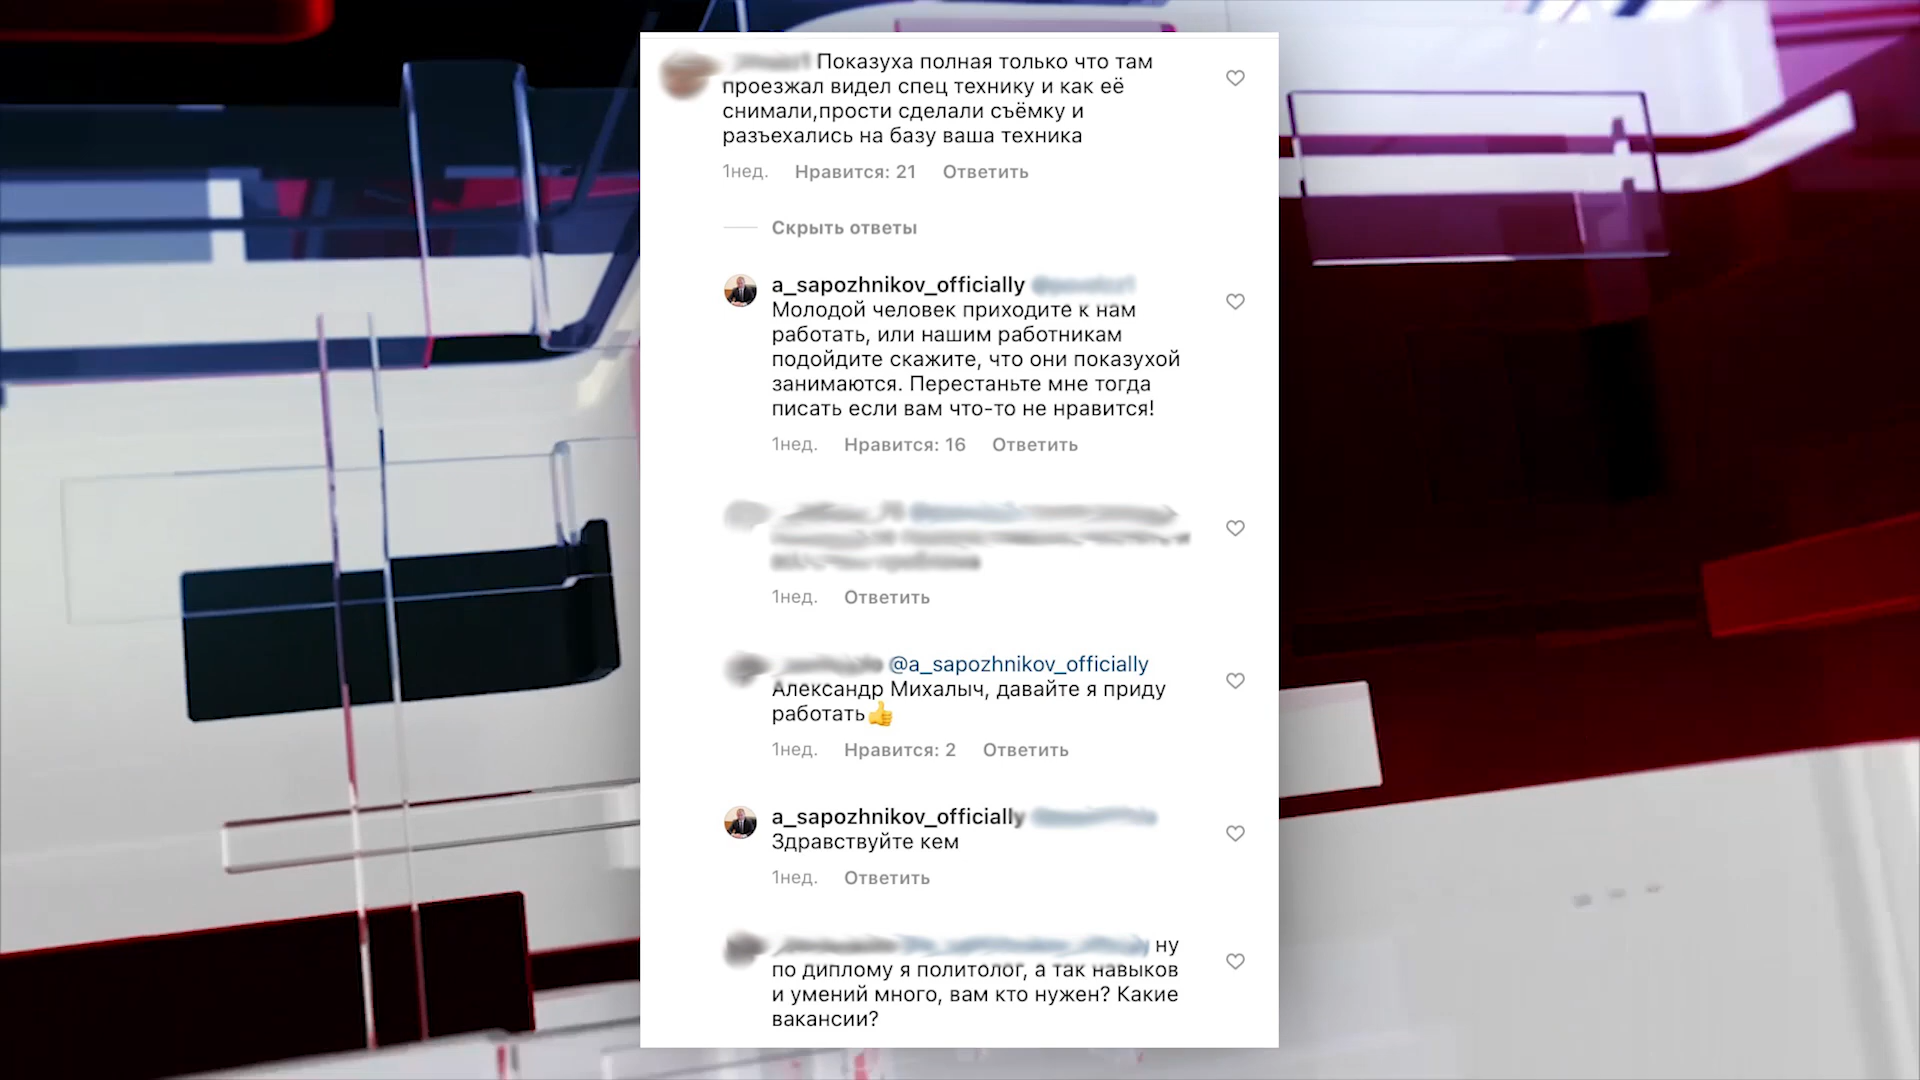 Показуха полная только что там
проезжал видел спец технику и как её
снимали,прости сделали съёмку и
разъехались на базу ваша техника
1нед. Нравится: 21 Ответить
Скрыть ответы
a_sapozhnikov_officially
Молодой человек приходите к нам
работать, или нашим работникам
подойдите скажите, что они показухой
занимаются. Перестаньте мне тогда
писать если вам что-то не нравится!
1нед. Нравится: 16 Ответить
1нед. Ответить
@a_sapozhnikov_officially
Александр Михалыч, давайте я приду
работать👍
1нед. Нравится: 2 Ответить
a_sapozhnikov_officially
Здравствуйте кем
1нед. Ответить
ну
по диплому я политолог, а так навыков
и умений много, вам кто нужен? Какие
вакансии?